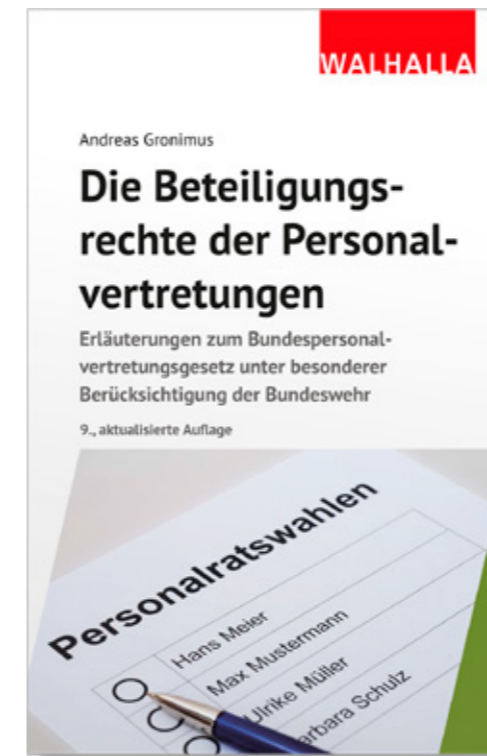 WALHALLA
Andreas Gronimus
Die Beteiligungs-
rechte der Personal-
vertretungen
Erläuterungen zum Bundespersonal-
vertretungsgesetz unter besonderer
Berücksichtigung der Bundeswehr
9., aktualisierte Auflage
Personalratswahlen
Hans Meier
Max Mustermann
Ulrike Müller
arbara Schulz